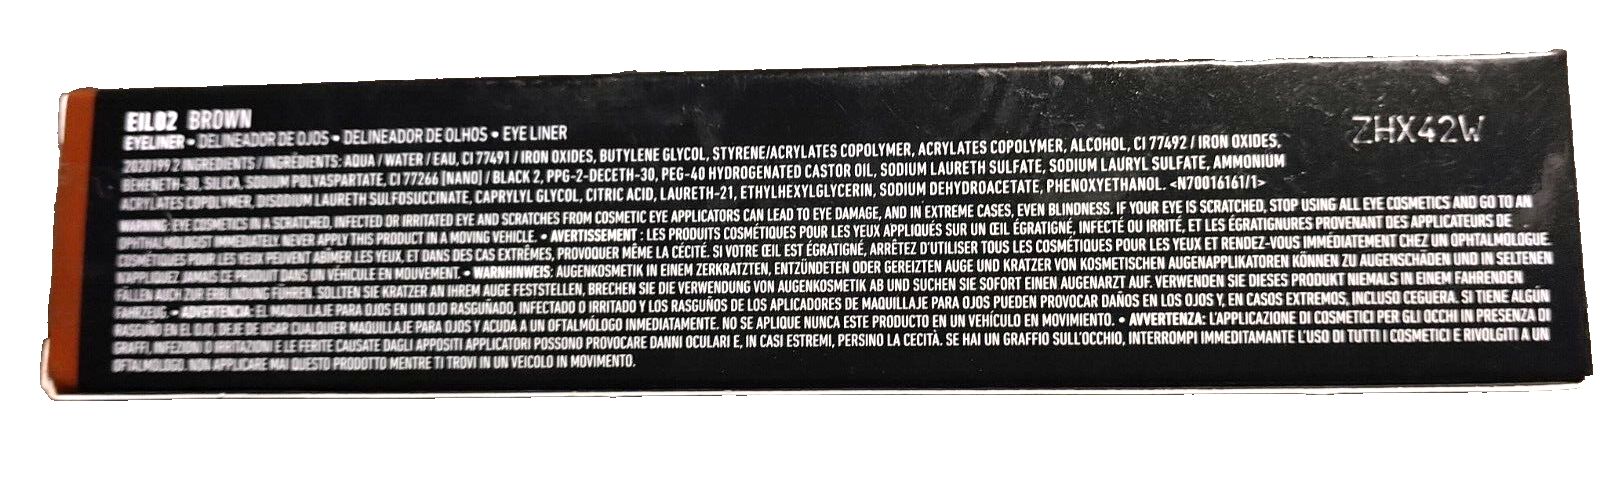 EIL02 BROWN
EYELINER • DELINEADOR DE OJOS • DELINEADOR DE OLHOS • EYE LINER
ZHX42W
2020199 2 INGREDIENTS / INGRÉDIENTS: AQUA / WATER / EAU, CI 77491 / IRON OXIDES, BUTYLENE GLYCOL, STYRENE/ACRYLATES COPOLYMER, ACRYLATES COPOLYMER, ALCOHOL, CI 77492 / IRON OXIDES,
BEHENETH-30, SILICA, SODIUM POLYASPARTATE, CI 77266 [NANO] / BLACK 2, PPG-2-DECETH-30, PEG-40 HYDROGENATED CASTOR OIL, SODIUM LAURETH SULFATE, SODIUM LAURYL SULFATE, AMMONIUM
ACRYLATES COPOLYMER, DISODIUM LAURETH SULFOSUCCINATE, CAPRYLYL GLYCOL, CITRIC ACID, LAURETH-21, ETHYLHEXYLGLYCERIN, SODIUM DEHYDROACETATE, PHENOXYETHANOL. <N70016161/1>
WARNING: EYE COSMETICS IN A SCRATCHED, INFECTED OR IRRITATED EYE AND SCRATCHES FROM COSMETIC EYE APPLICATORS CAN LEAD TO EYE DAMAGE, AND IN EXTREME CASES, EVEN BLINDNESS. IF YOUR EYE IS SCRATCHED, STOP USING ALL EYE COSMETICS AND GO TO AN
OPHTHALMOLOGIST IMMEDIATELY. NEVER APPLY THIS PRODUCT IN A MOVING VEHICLE. • AVERTISSEMENT : LES PRODUITS COSMÉTIQUES POUR LES YEUX APPLIQUÉS SUR UN ŒIL ÉGRATIGNÉ, INFECTÉ OU IRRITÉ, ET LES ÉGRATIGNURES PROVENANT DES APPLICATEURS DE
COSMÉTIQUES POUR LES YEUX PEUVENT ABÎMER LES YEUX, ET DANS DES CAS EXTRÊMES, PROVOQUER MÊME LA CÉCITÉ. SI VOTRE ŒIL EST ÉGRATIGNÉ, ARRÊTEZ D'UTILISER TOUS LES COSMÉTIQUES POUR LES YEUX ET RENDEZ-VOUS IMMÉDIATEMENT CHEZ UN OPHTALMOLOGUE.
N'APPLIQUEZ JAMAIS CE PRODUIT DANS UN VÉHICULE EN MOUVEMENT. • WARNHINWEIS: AUGENKOSMETIK IN EINEM ZERKRATZTEN, ENTZÜNDETEN ODER GEREIZTEN AUGE UND KRATZER VON KOSMETISCHEN AUGENAPPLIKATOREN KÖNNEN ZU AUGENSCHÄDEN UND IN SELTENEN
FÄLLEN AUCH ZUR ERBLINDUNG FÜHREN. SOLLTEN SIE KRATZER AN IHREM AUGE FESTSTELLEN, BRECHEN SIE DIE VERWENDUNG VON AUGENKOSMETIK AB UND SUCHEN SIE SOFORT EINEN AUGENARZT AUF. VERWENDEN SIE DIESES PRODUKT NIEMALS IN EINEM FAHRENDEN
FAHRZEUG. • ADVERTENCIA: EL MAQUILLAJE PARA OJOS EN UN OJO RASGUÑADO, INFECTADO O IRRITADO Y LOS RASGUÑOS DE LOS APLICADORES DE MAQUILLAJE PARA OJOS PUEDEN PROVOCAR DAÑOS EN LOS OJOS Y, EN CASOS EXTREMOS, INCLUSO CEGUERA. SI TIENE ALGÚN
RASGUÑO EN EL OJO, DEJE DE USAR CUALQUIER MAQUILLAJE PARA OJOS Y ACUDA A UN OFTALMÓLOGO INMEDIATAMENTE. NO SE APLIQUE NUNCA ESTE PRODUCTO EN UN VEHÍCULO EN MOVIMIENTO. • AVVERTENZA: L'APPLICAZIONE DI COSMETICI PER GLI OCCHI IN PRESENZA DI
GRAFFI, INFEZIONI O IRRITAZIONI E LE FERITE CAUSATE DAGLI APPOSITI APPLICATORI POSSONO PROVOCARE DANNI OCULARI E, IN CASI ESTREMI, PERSINO LA CECITÀ. SE HAI UN GRAFFIO SULL'OCCHIO, INTERROMPI IMMEDITAMENTE L'USO DI TUTTI I COSMETICI E RIVOLGITI A UN
OFTALMOLOGO. NON APPLICARE MAI QUESTO PRODOTTO MENTRE TI TROVI IN UN VEICOLO IN MOVIMENTO.